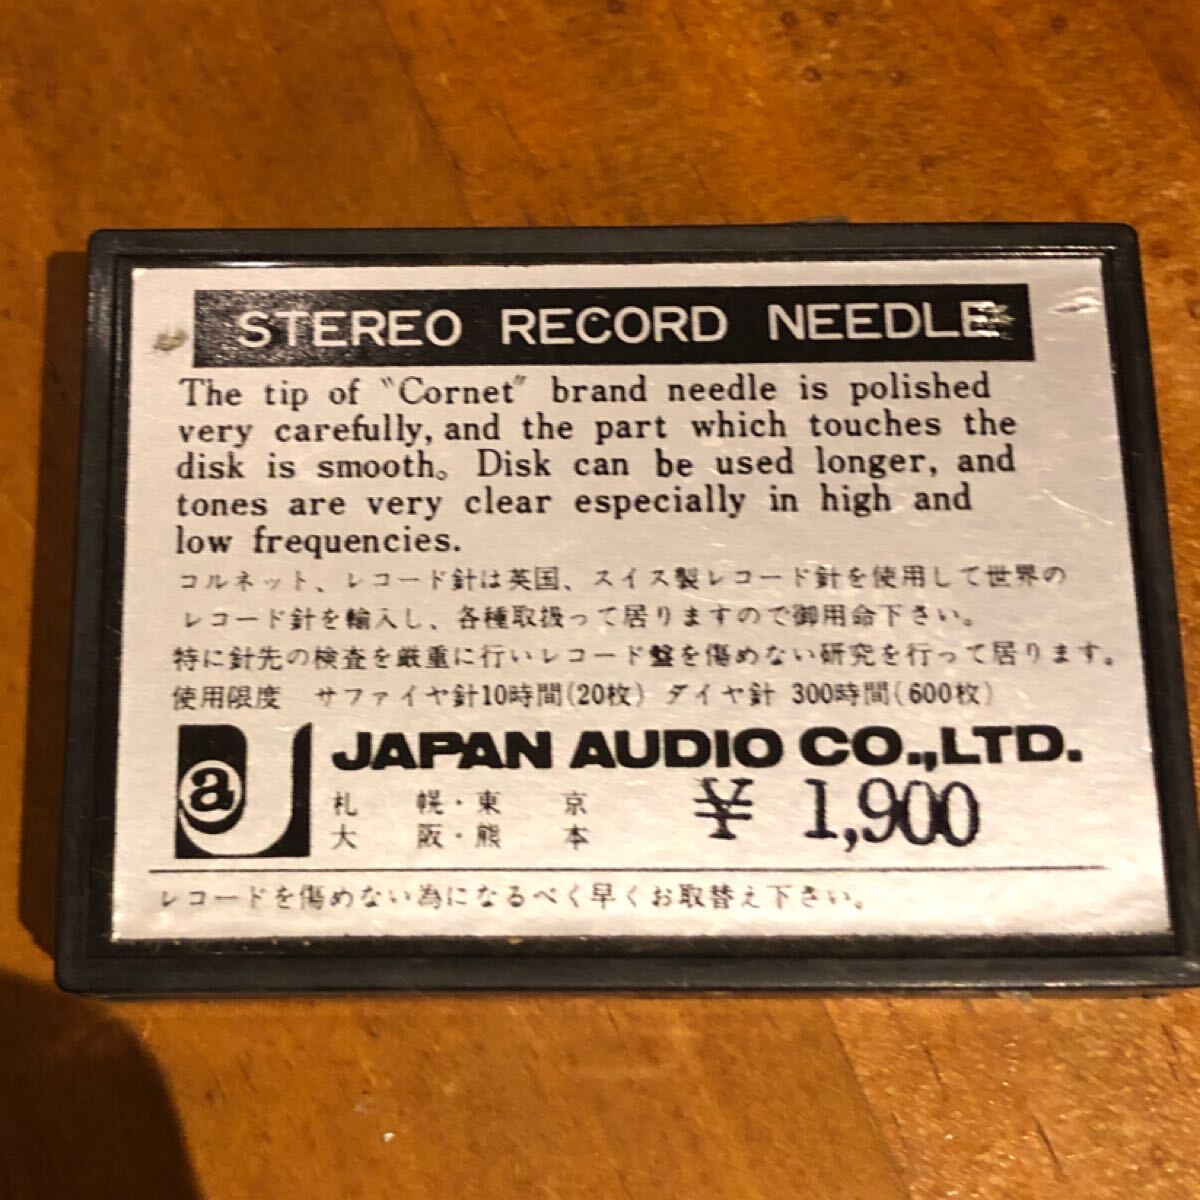 STEREO RECORD NEEDLE
The tip of "Cornet" brand needle is polished
very carefully, and the part which touches the
disk is smooth。 Disk can be used longer, and
tones are very clear especially in high and
low frequencies.
コルネット、レコード針は英国、スイス製レコード針を使用して世界の
レコード針を輸入し、各種取扱って居りますので御用命下さい。
特に針先の検査を厳重に行いレコード盤を傷めない研究を行って居ります。
使用限度 サファイヤ針10時間(20枚) ダイヤ針 300時間(600枚)
a J JAPAN AUDIO CO.,LTD.
札幌・東京
大阪・熊本
¥ 1,900
レコードを傷めない為になるべく早くお取替え下さい。